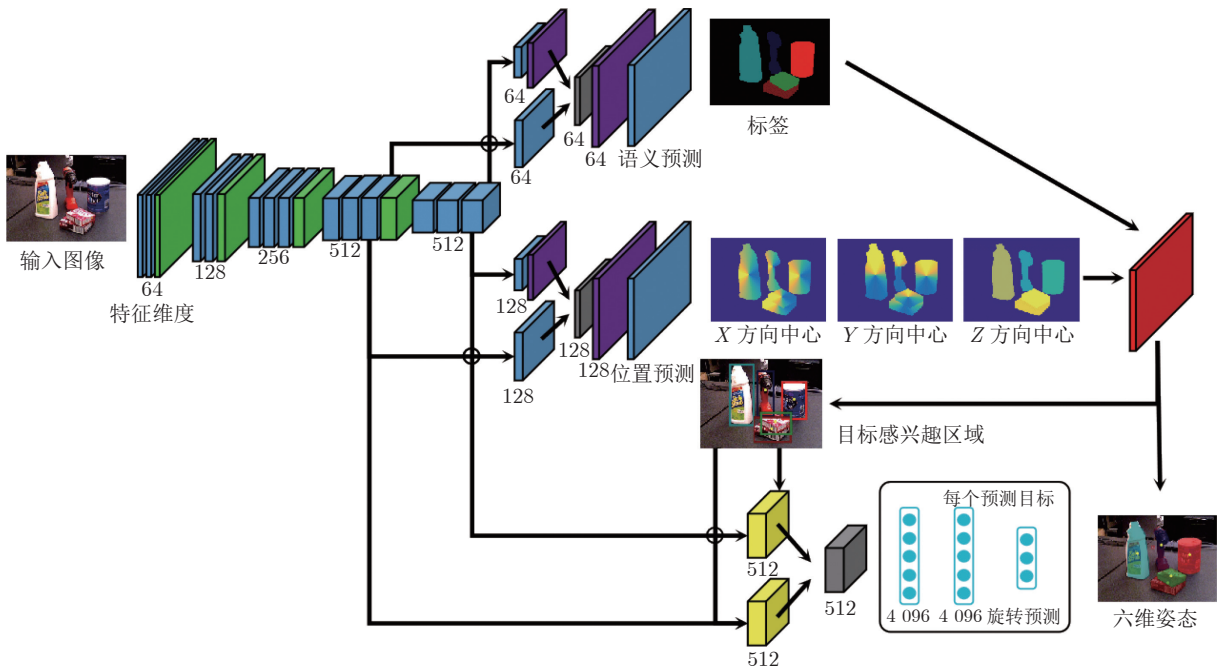 64
64
64
64
语义预测
标签
输入图像
64
128
256
512
512
特征维度
128
128
128
128
位置预测
X 方向中心
Y 方向中心
Z 方向中心
目标感兴趣区域
512
512
512
每个预测目标
4 096
4 096
旋转预测
六维姿态